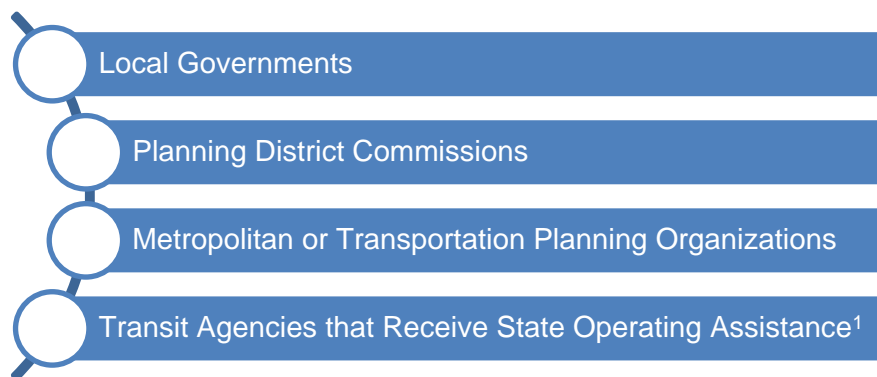 Local Governments
Planning District Commissions
Metropolitan or Transportation Planning Organizations
Transit Agencies that Receive State Operating Assistance¹